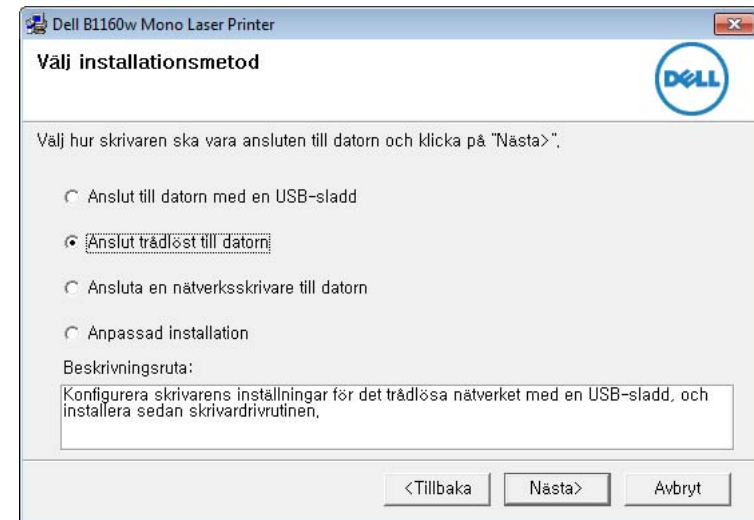 Dell B1160w Mono Laser Printer
Välj installationsmetod
DELL
Välj hur skrivaren ska vara ansluten till datorn och klicka på "Nästa>".
Anslut till datorn med en USB-sladd
Anslut trådlöst till datorn
Ansluta en nätverksskrivare till datorn
Anpassad installation
Beskrivningsruta:
Konfigurera skrivarens inställningar för det trådlösa nätverket med en USB-sladd, och
installera sedan skrivardrivrutinen.
<Tillbaka
Nästa>
Avbryt